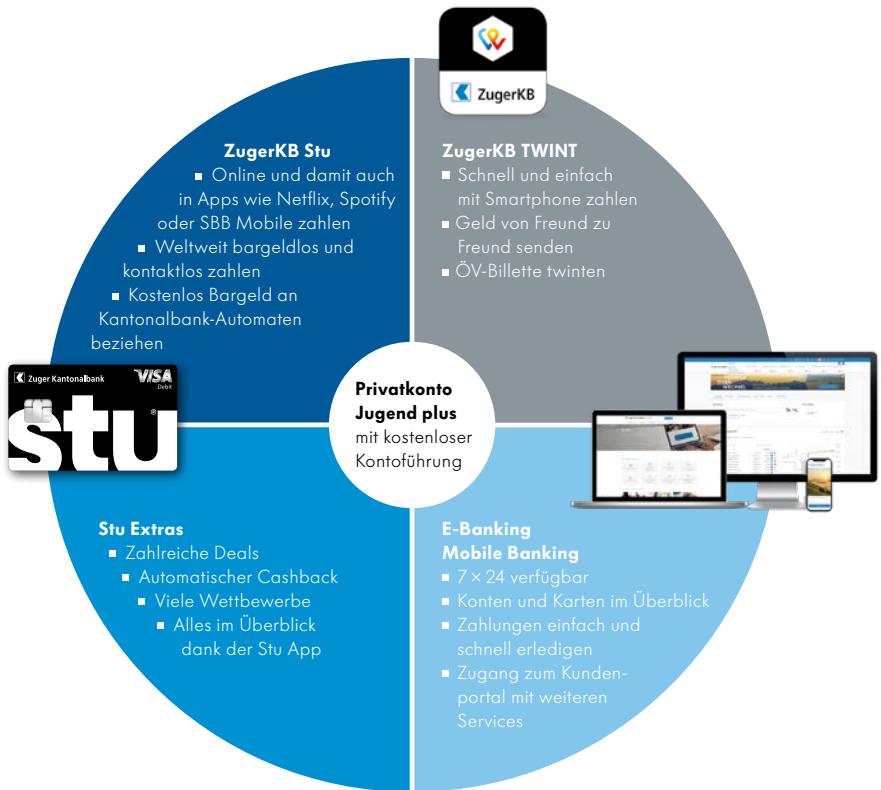 ZugerKB
ZugerKB Stu
▪ Online und damit auch
in Apps wie Netflix, Spotify
oder SBB Mobile zahlen
▪ Weltweit bargeldlos und
kontaktlos zahlen
▪ Kostenlos Bargeld an
Kantonalbank-Automaten
beziehen
ZugerKB TWINT
▪ Schnell und einfach
mit Smartphone zahlen
▪ Geld von Freund zu
Freund senden
▪ ÖV-Billette twinten
Zuger Kantonalbank
VISA
Debit
stu
Privatkonto
Jugend plus
mit kostenloser
Kontoführung
Stu Extras
▪ Zahlreiche Deals
▪ Automatischer Cashback
▪ Viele Wettbewerbe
▪ Alles im Überblick
dank der Stu App
E-Banking
Mobile Banking
▪ 7 × 24 verfügbar
▪ Konten und Karten im Überblick
▪ Zahlungen einfach und
schnell erledigen
▪ Zugang zum Kunden-
portal mit weiteren
Services